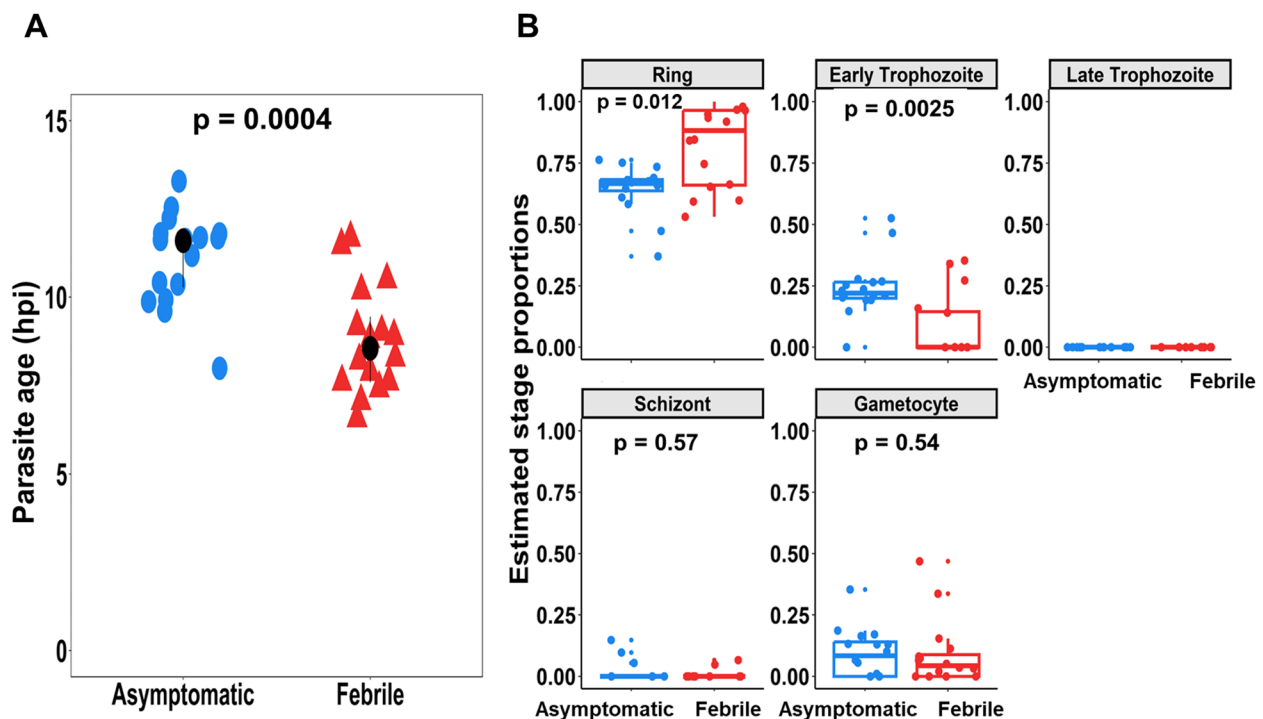 A
B
p = 0.0004
Parasite age (hpi)
15
10
5
0
Asymptomatic Febrile
Estimated stage proportions
Ring Early Trophozoite Late Trophozoite
p = 0.012 p = 0.0025
1.00 1.00 1.00
0.75 0.75 0.75
0.50 0.50 0.50
0.25 0.25 0.25
0.00 0.00 0.00
Asymptomatic Febrile
Schizont Gametocyte
p = 0.57 p = 0.54
1.00 1.00
0.75 0.75
0.50 0.50
0.25 0.25
0.00 0.00
Asymptomatic Febrile Asymptomatic Febrile